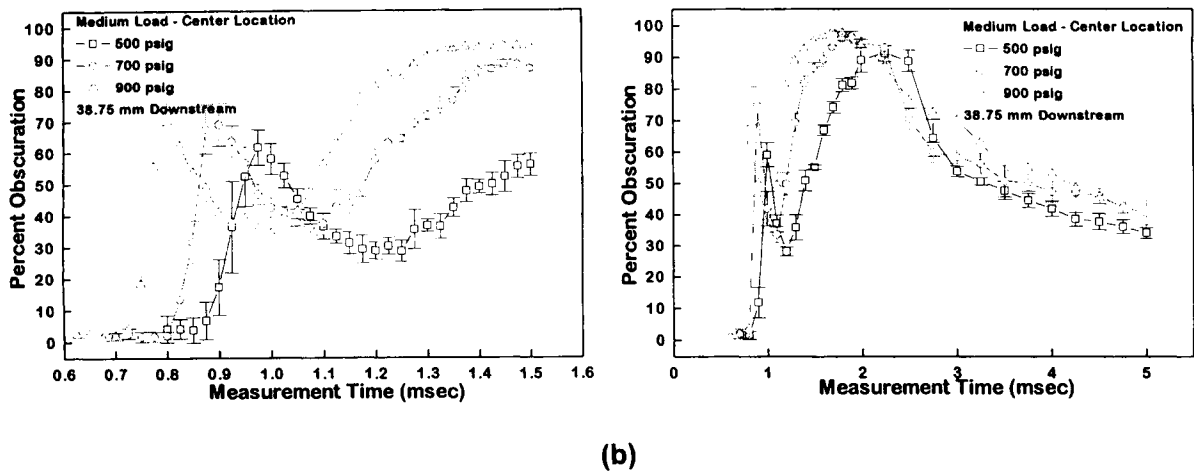 Medium Load - Center Location
500 psig
700 psig
900 psig
38.75 mm Downstream
Percent Obscuration
100
90
80
70
60
50
40
30
20
10
0
0.6 0.7 0.8 0.9 1.0 1.1 1.2 1.3 1.4 1.5 1.6
Measurement Time (msec)
Medium Load - Center Location
500 psig
700 psig
900 psig
38.75 mm Downstream
Percent Obscuration
100
90
80
70
60
50
40
30
20
10
0
0 1 2 3 4 5
Measurement Time (msec)
(b)